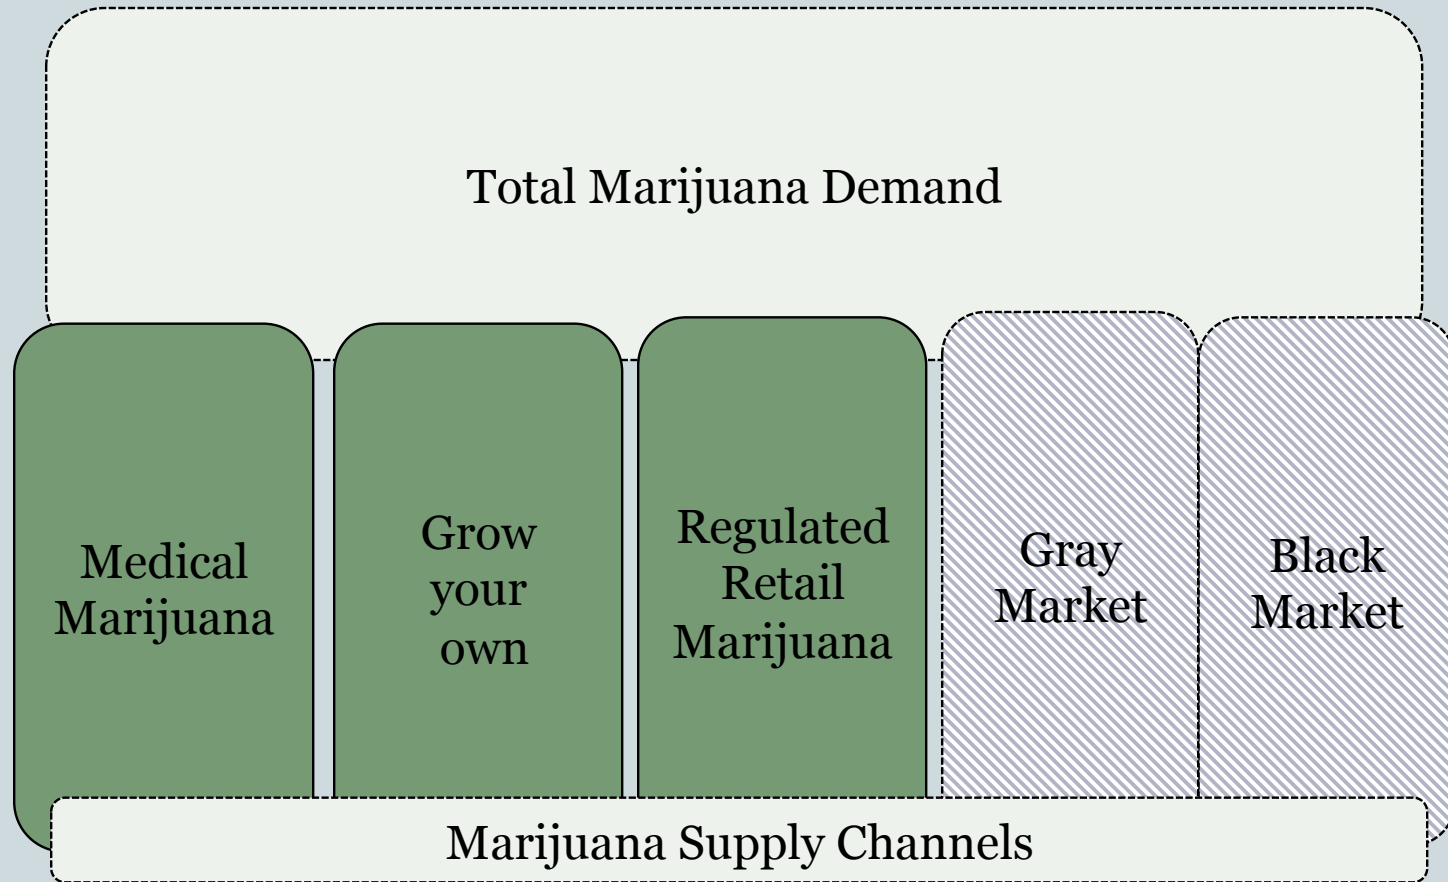 Total Marijuana Demand
Medical
Marijuana
Grow
your
own
Regulated
Retail
Marijuana
Gray
Market
Black
Market
Marijuana Supply Channels